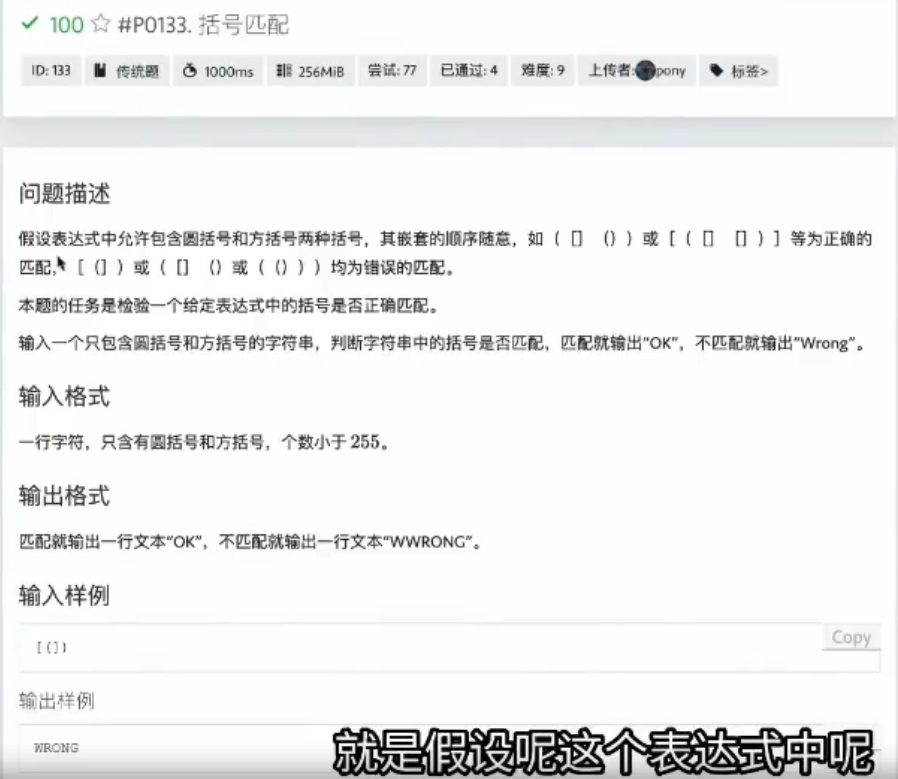 100 #P0133. 括号匹配
ID: 133 传统题 1000ms 256MiB 尝试: 77 已通过: 4 难度: 9 上传者: pony 标签>
问题描述
假设表达式中允许包含圆括号和方括号两种括号，其嵌套的顺序随意，如（ [] （））或 [ （ [] [] ）] 等为正确的
匹配，[ （] ）或（ [] （）或（（）））均为错误的匹配。
本题的任务是检验一个给定表达式中的括号是否正确匹配。
输入一个只包含圆括号和方括号的字符串，判断字符串中的括号是否匹配，匹配就输出“OK”，不匹配就输出“Wrong”。
输入格式
一行字符，只含有圆括号和方括号，个数小于 255。
输出格式
匹配就输出一行文本“OK”，不匹配就输出一行文本“WWRONG”。
输入样例
Copy
[(])
输出样例
WRONG
就是假设呢这个表达式中呢